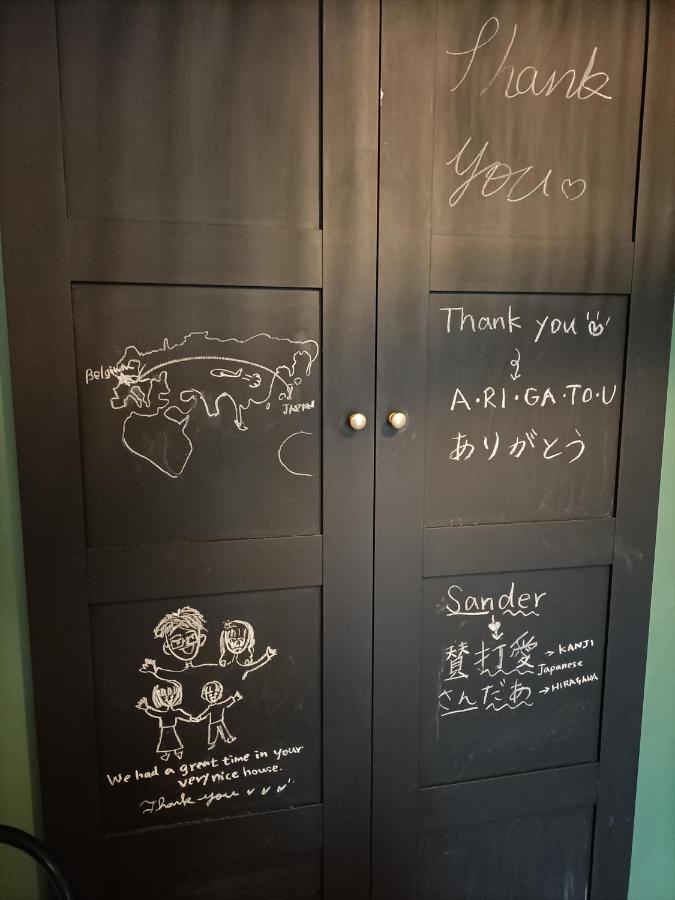 Thank
you♡
Belgium
JAPAN
Thank you
A・RI・GA・TO・U
ありがとう
We had a great time in your
very nice house.
Thank you
Sander
賛打愛 → KANJI
Japanese
さんだあ → HIRAGANA